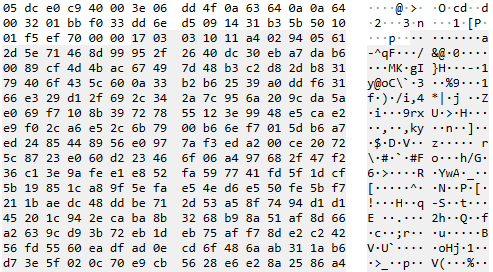 05 dc e0 c9 40 00 3e 06 dd 4f 0a 63 64 0a 0a 64 ····@·>· ·O·cd··d
00 32 01 bb f0 33 dd 6e d5 09 14 31 b3 5b 50 10 ·2···3·n ···1·[P·
01 f5 ef 70 00 00 17 03 03 10 11 a4 02 94 05 61 ···p···· ·······a
2d 5e 71 46 8d 99 95 2f 26 40 dc 30 eb a7 da b6 -^qF···/ &@·0····
00 89 cf 4d 4b ac 67 49 7d 48 b3 c2 d8 2d b8 31 ···MK·gI }H···-·1
79 40 6f 43 5c 60 0a 33 b2 b6 25 39 a0 dd f6 31 y@oC\`·3 ··%9···1
66 e3 29 d1 2f 69 2c 34 2a 7c 95 6a 20 9c da 5a f·)·/i,4 *|·j ··Z
e0 69 f7 10 8b 39 72 78 55 12 3e 99 48 e5 ca e2 ·i···9rx U·>·H···
e9 f0 2c a6 e5 2c 6b 79 00 b6 6e f7 01 5d b6 a7 ··,··,ky ··n··]··
ed 24 85 44 89 56 e0 97 7a f3 ed a2 00 ce 20 72 ·$·D·V·· z····· r
5c 87 23 e0 60 d2 23 46 6f 06 a4 97 68 2f 47 f2 \·#·`·#F o···h/G·
36 c1 3e 9a fe e1 e8 52 fa 59 77 41 fd 5f 1d cf 6·>····R ·YwA·_··
5b 19 85 1c a8 9f 5e fa e5 4e d6 e5 50 fe 5b f7 [·····^· ·N··P·[·
21 1b ae dc 48 dd be 71 2d 53 a5 8f 74 94 d1 d1 !···H··q -S··t···
45 20 1c 94 2e ca ba 8b 32 68 b9 8a 51 af 8d 66 E ··.··· 2h··Q··f
a2 63 9c d9 3b 72 eb 1d eb 75 af f7 8d e2 c2 42 ·c··;r·· ·u·····B
56 fd 55 60 ea df ad 0e cd 6f 48 6a ab 31 1a b6 V·U`···· ·oHj·1··
d7 3e 5f 02 0c 70 e9 cb 56 28 e6 e2 8a 25 86 a4 ·>_··p·· V(···%··